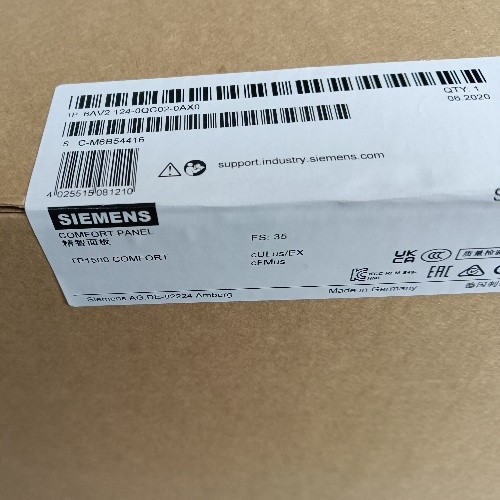 1P 6AV2 124-0QC02-0AX0
QTY: 1
06.2020
S C-M6B54416
support.industry.siemens.com
4 025515 081210
SIEMENS
COMFORT PANEL
精智面板
TP1500 COMFORT
FS: 35
cULus/EX
cFMus
UK
CA
CCC
EAC
Siemens AG,DE-92224 Amberg
Made in Germany